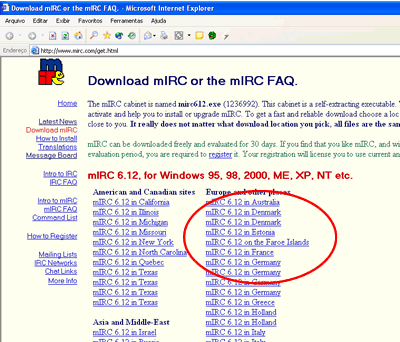 Download mIRC or the mIRC FAQ. - Microsoft Internet Explorer
Arquivo Editar Exibir Favoritos Ferramentas Ajuda
Endereço http://www.mirc.com/get.html
Download mIRC or the mIRC FAQ.
Home
Latest News
Download mIRC
How to Install
Translations
Message Board
Intro to IRC
IRC FAQ
Intro to mIRC
mIRC FAQ
Command List
How to Register
Mailing Lists
IRC Networks
Chat Links
More Info
The mIRC cabinet is named mirc612.exe (1236992). This cabinet is a self-extracting executable.
activate and help you to install or upgrade mIRC. To get a fast and reliable download choose a
close to you. It really does not matter what download location you pick, all files are the
mIRC can be downloaded freely and evaluated for 30 days. If you find that you like mIRC, and
evaluation period, you are required to register it. Your registration will license you to use current
mIRC 6.12, for Windows 95, 98, 2000, ME, XP, NT etc.
American and Canadian sites
mIRC 6.12 in California
mIRC 6.12 in Illinois
mIRC 6.12 in Michigan
mIRC 6.12 in Missouri
mIRC 6.12 in New York
mIRC 6.12 in North Carolina
mIRC 6.12 in Quebec
mIRC 6.12 in Texas
mIRC 6.12 in Texas
mIRC 6.12 in Texas
Asia and Middle-East
mIRC 6.12 in Israel
Europe and other places
mIRC 6.12 in Australia
mIRC 6.12 in Denmark
mIRC 6.12 in Denmark
mIRC 6.12 in Estonia
mIRC 6.12 on the Faroe Islands
mIRC 6.12 in France
mIRC 6.12 in Germany
mIRC 6.12 in Germany
mIRC 6.12 in Germany
mIRC 6.12 in Greece
mIRC 6.12 in Holland
mIRC 6.12 in Holland
mIRC 6.12 in Italy